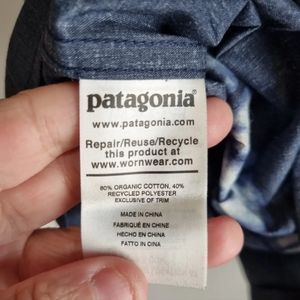 patagonia®
www.patagonia.com
Repair/Reuse/Recycle
this product at
www.wornwear.com
60% ORGANIC COTTON, 40%
RECYCLED POLYESTER
EXCLUSIVE OF TRIM
MADE IN CHINA
FABRIQUÉ EN CHINE
HECHO EN CHINA
FATTO IN CINA